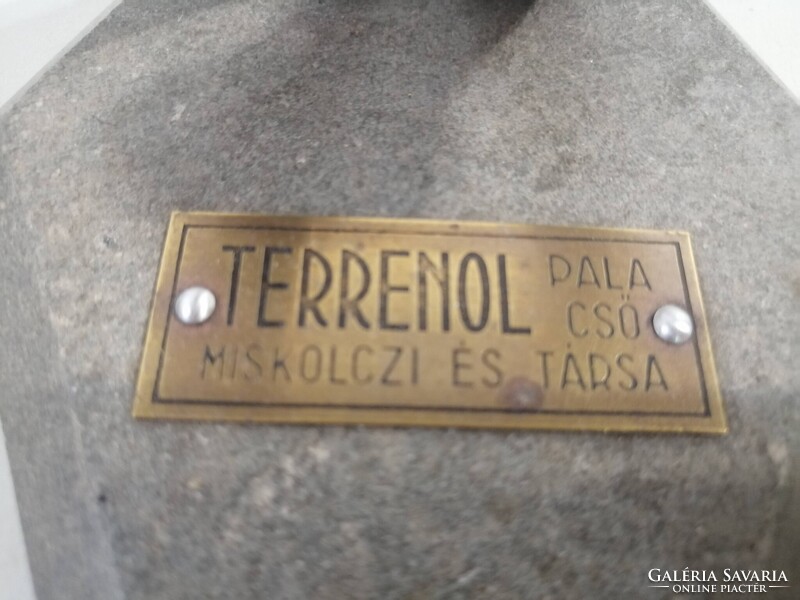 TERRENOL PALA CSŐ
MISKOLCZI ÉS TÁRSA
GALÉRIA SAVARIA
ONLINE PIACTÉR